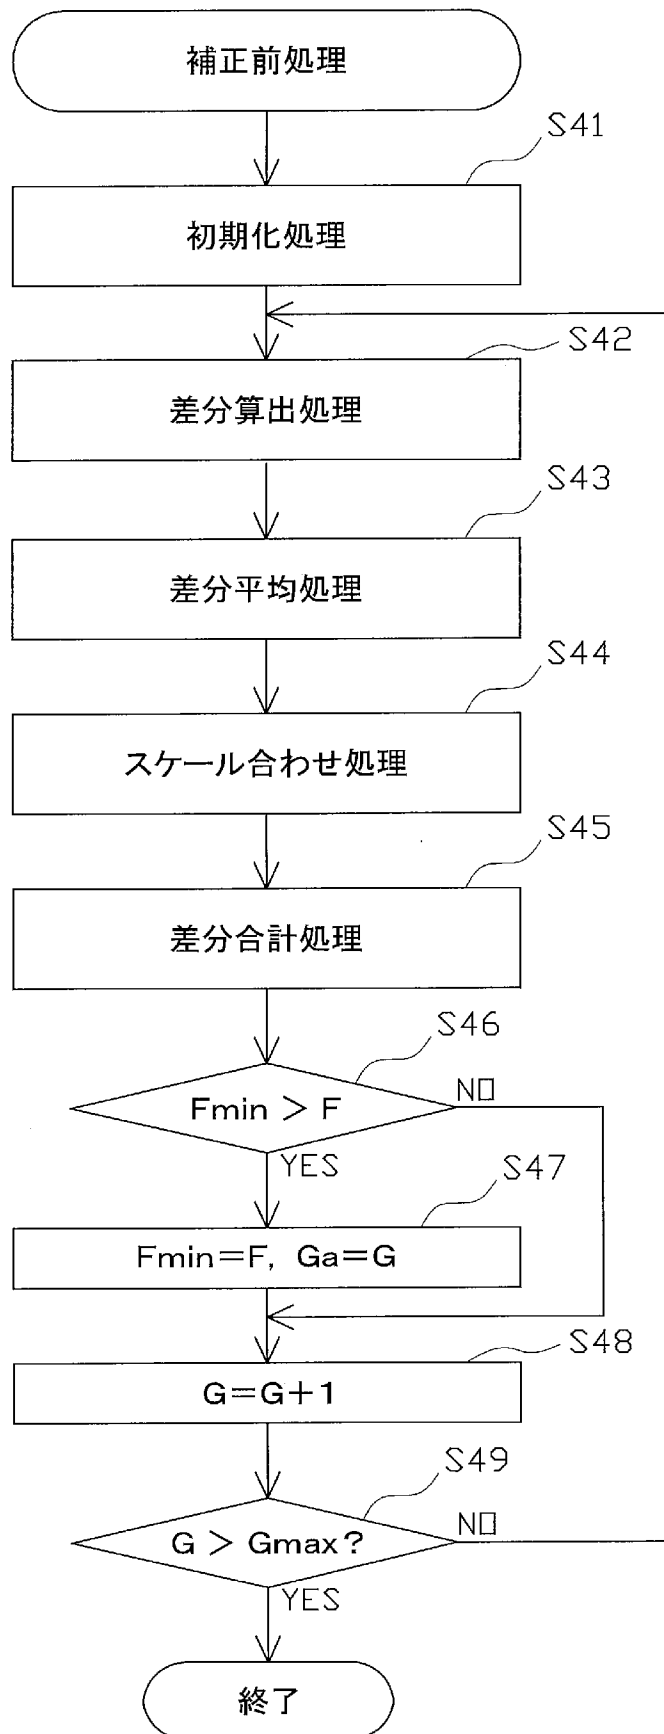 補正前処理
S41
初期化処理
S42
差分算出処理
S43
差分平均処理
S44
スケール合わせ処理
S45
差分合計処理
S46
Fmin > F
NO
YES
S47
Fmin=F, Ga=G
S48
G=G+1
S49
G > Gmax?
NO
YES
終了